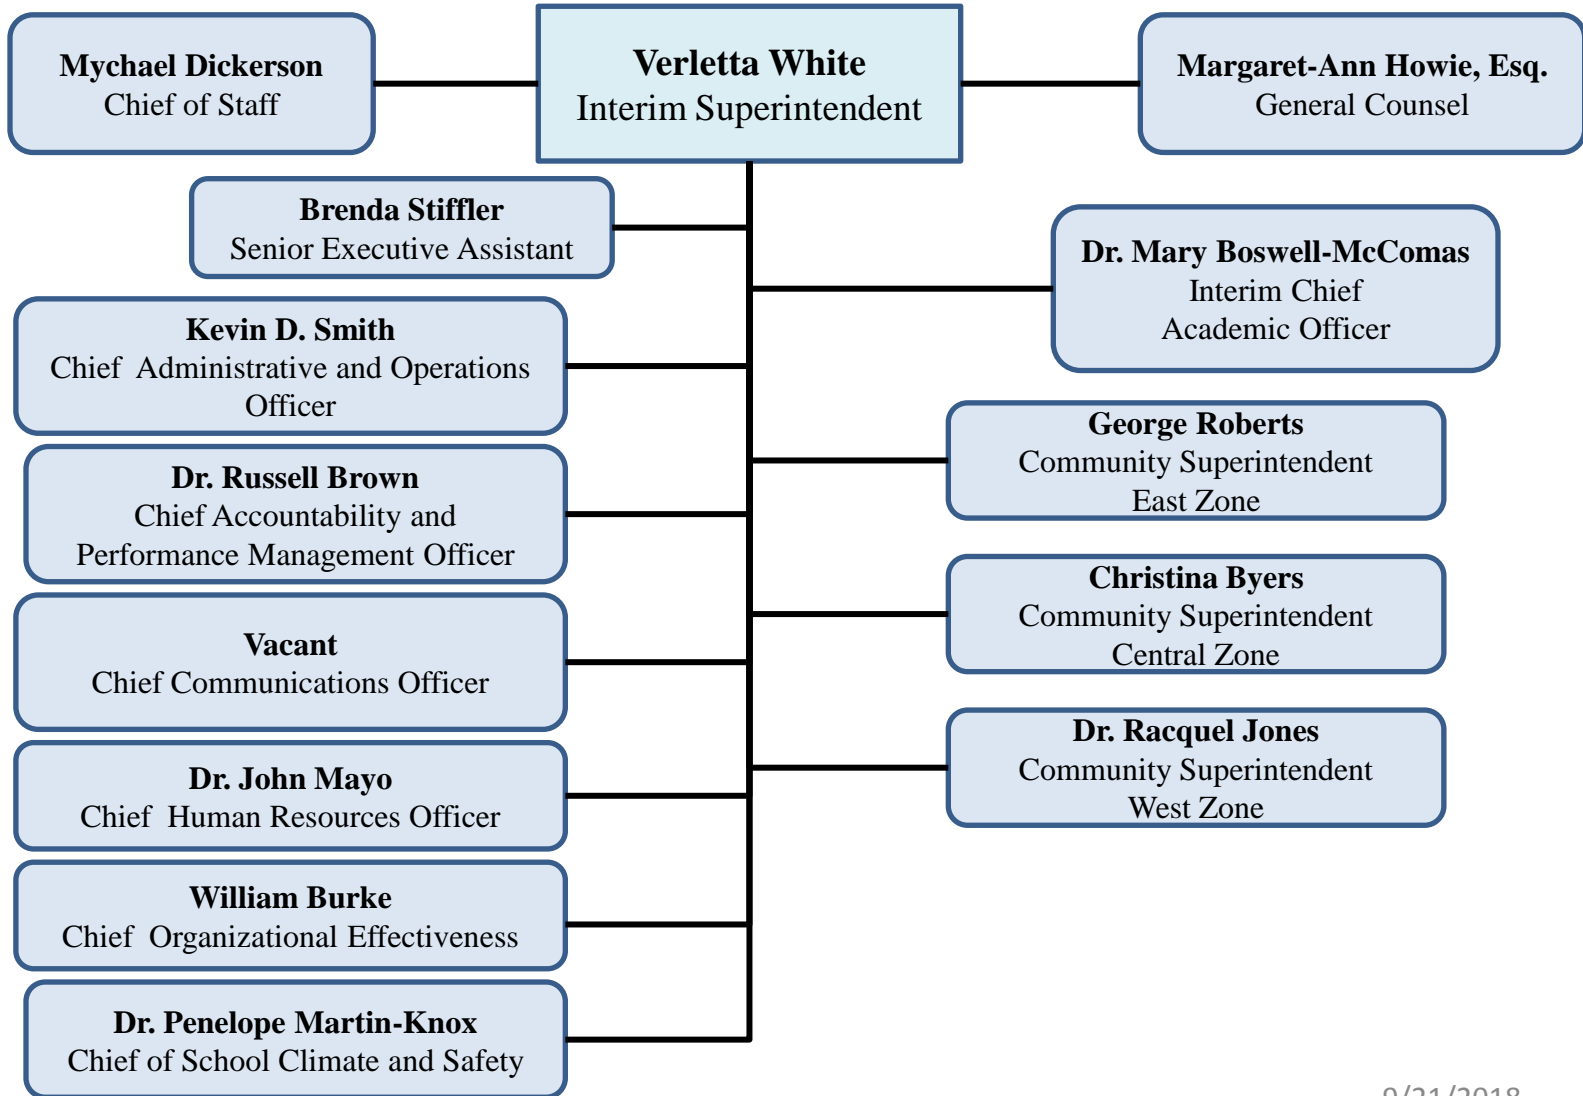 Mychael Dickerson
Chief of Staff
Verletta White
Interim Superintendent
Margaret-Ann Howie, Esq.
General Counsel
Brenda Stiffler
Senior Executive Assistant
Dr. Mary Boswell-McComas
Interim Chief
Academic Officer
Kevin D. Smith
Chief  Administrative and Operations
Officer
George Roberts
Community Superintendent
East Zone
Dr. Russell Brown
Chief Accountability and
Performance Management Officer
Christina Byers
Community Superintendent
Central Zone
Vacant
Chief Communications Officer
Dr. Racquel Jones
Community Superintendent
West Zone
Dr. John Mayo
Chief  Human Resources Officer
William Burke
Chief  Organizational Effectiveness
Dr. Penelope Martin-Knox
Chief of School Climate and Safety
9/21/2018